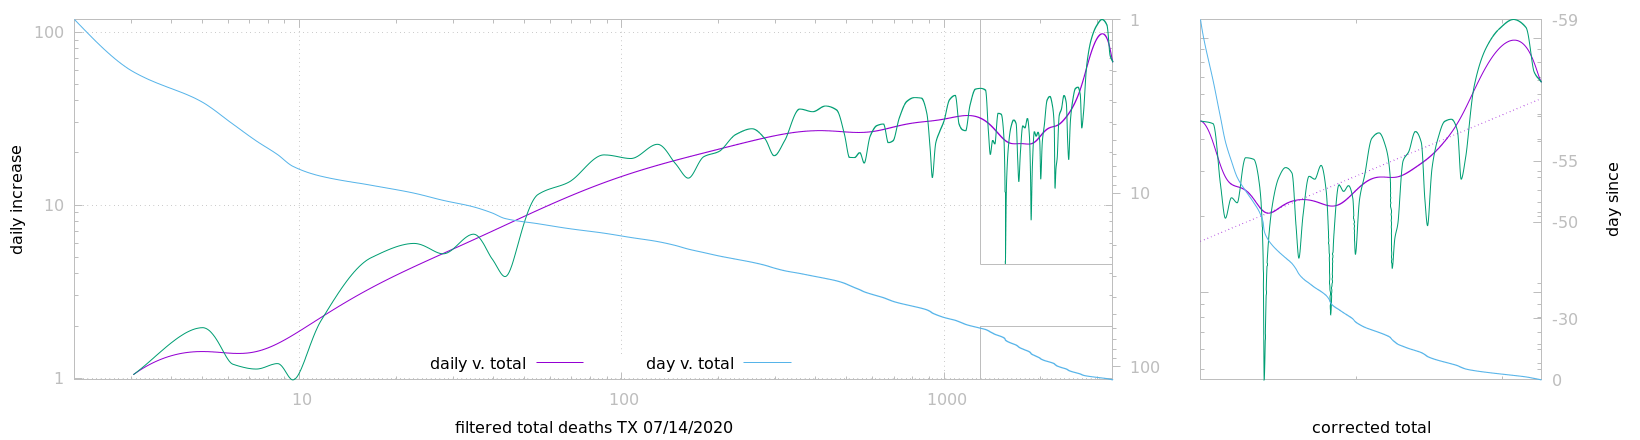 100
10
1
daily increase
10
100
1000
filtered total deaths TX 07/14/2020
daily v. total
day v. total
1
10
100
-59
-55
-50
-30
0
day since
corrected total